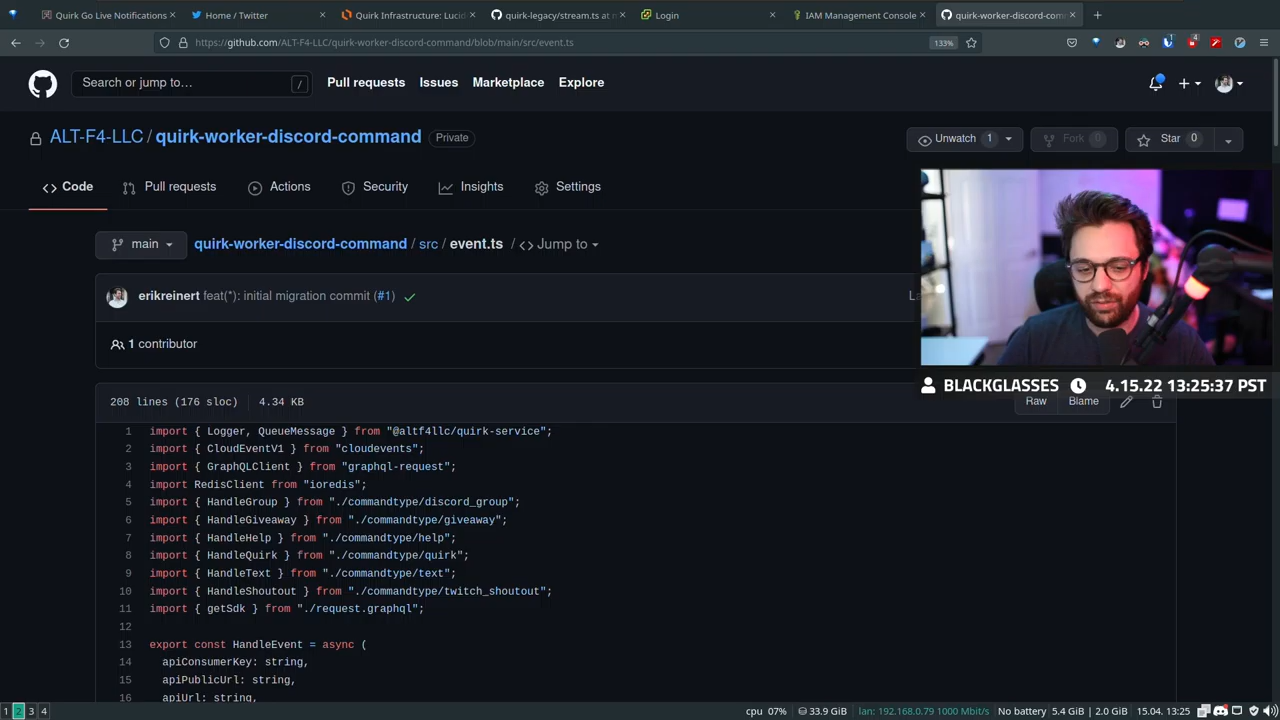 Quirk Go Live Notifications
Home / Twitter
Quirk Infrastructure: Lucid
quirk-legacy/stream.ts at
Login
IAM Management Console
quirk-worker-discord-com
https://github.com/ALT-F4-LLC/quirk-worker-discord-command/blob/main/src/event.ts
133%
4
Search or jump to…
/
Pull requests
Issues
Marketplace
Explore
ALT-F4-LLC / quirk-worker-discord-command
Private
Unwatch 1
Fork 0
Star 0
Code
Pull requests
Actions
Security
Insights
Settings
main
quirk-worker-discord-command / src / event.ts / <> Jump to
erikreinert feat(*): initial migration commit (#1)
1 contributor
BLACKGLASSES 4.15.22 13:25:37 PST
208 lines (176 sloc) 4.34 KB
Raw
Blame
1 import { Logger, QueueMessage } from "@altf4llc/quirk-service";
2 import { CloudEventV1 } from "cloudevents";
3 import { GraphQLClient } from "graphql-request";
4 import RedisClient from "ioredis";
5 import { HandleGroup } from "./commandtype/discord_group";
6 import { HandleGiveaway } from "./commandtype/giveaway";
7 import { HandleHelp } from "./commandtype/help";
8 import { HandleQuirk } from "./commandtype/quirk";
9 import { HandleText } from "./commandtype/text";
10 import { HandleShoutout } from "./commandtype/twitch_shoutout";
11 import { getSdk } from "./request.graphql";
12
13 export const HandleEvent = async (
14 apiConsumerKey: string,
15 apiPublicUrl: string,
16 apiUrl: string,
1 2 3 4
cpu 07% 33.9 GiB lan: 192.168.0.79 1000 Mbit/s No battery 5.4 GiB | 2.0 GiB 15.04. 13:25